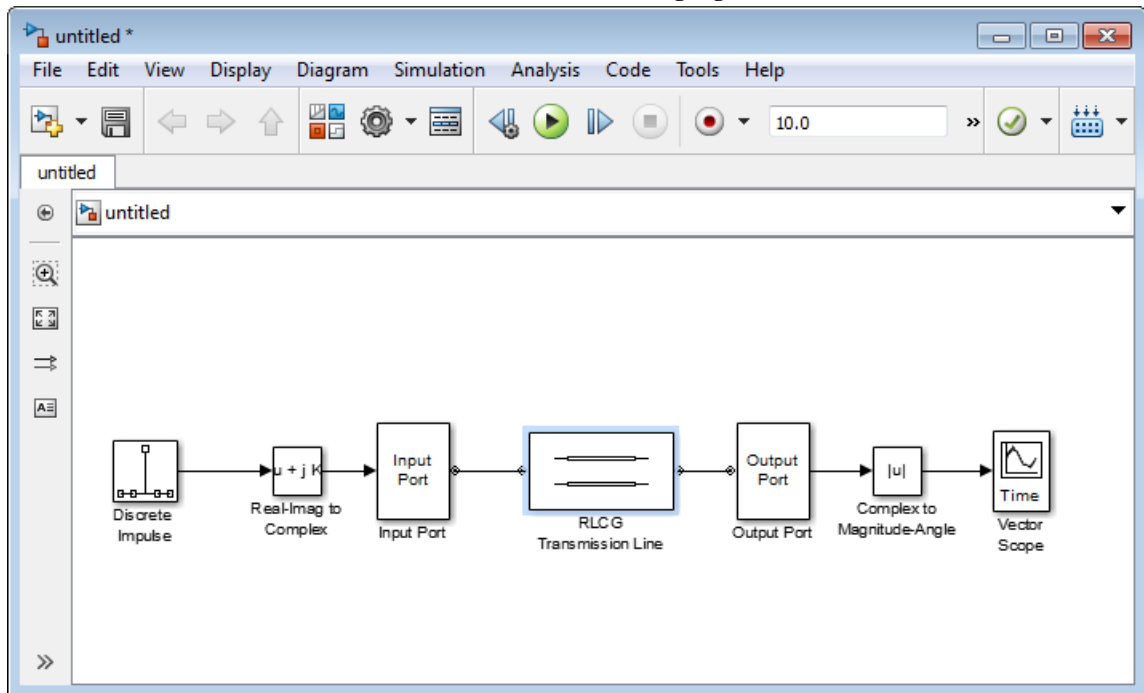 untitled *
File Edit View Display Diagram Simulation Analysis Code Tools Help
10.0 »
untitled
untitled
Discrete
Impulse
u + j K
Real-Imag to
Complex
Input
Port
Input Port
RLCG
Transmission Line
Output
Port
Output Port
|u|
Complex to
Magnitude-Angle
Time
Vector
Scope
»